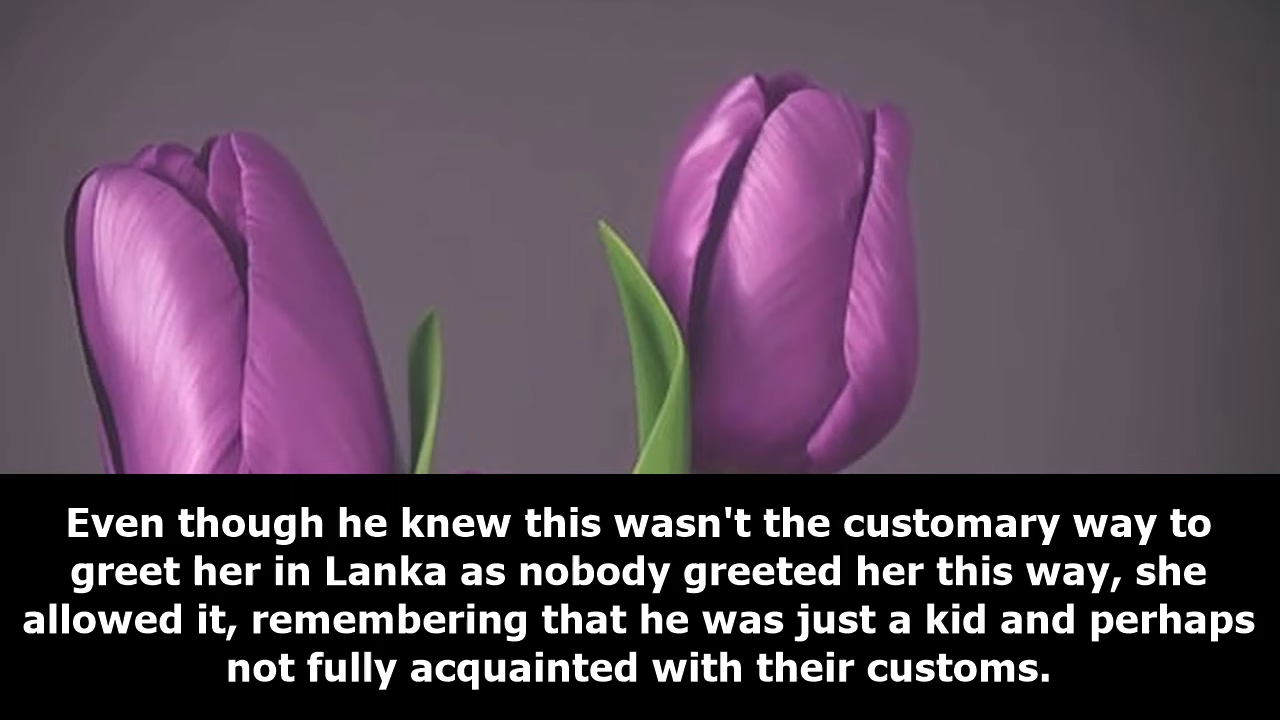 Even though he knew this wasn't the customary way to
greet her in Lanka as nobody greeted her this way, she
allowed it, remembering that he was just a kid and perhaps
not fully acquainted with their customs.